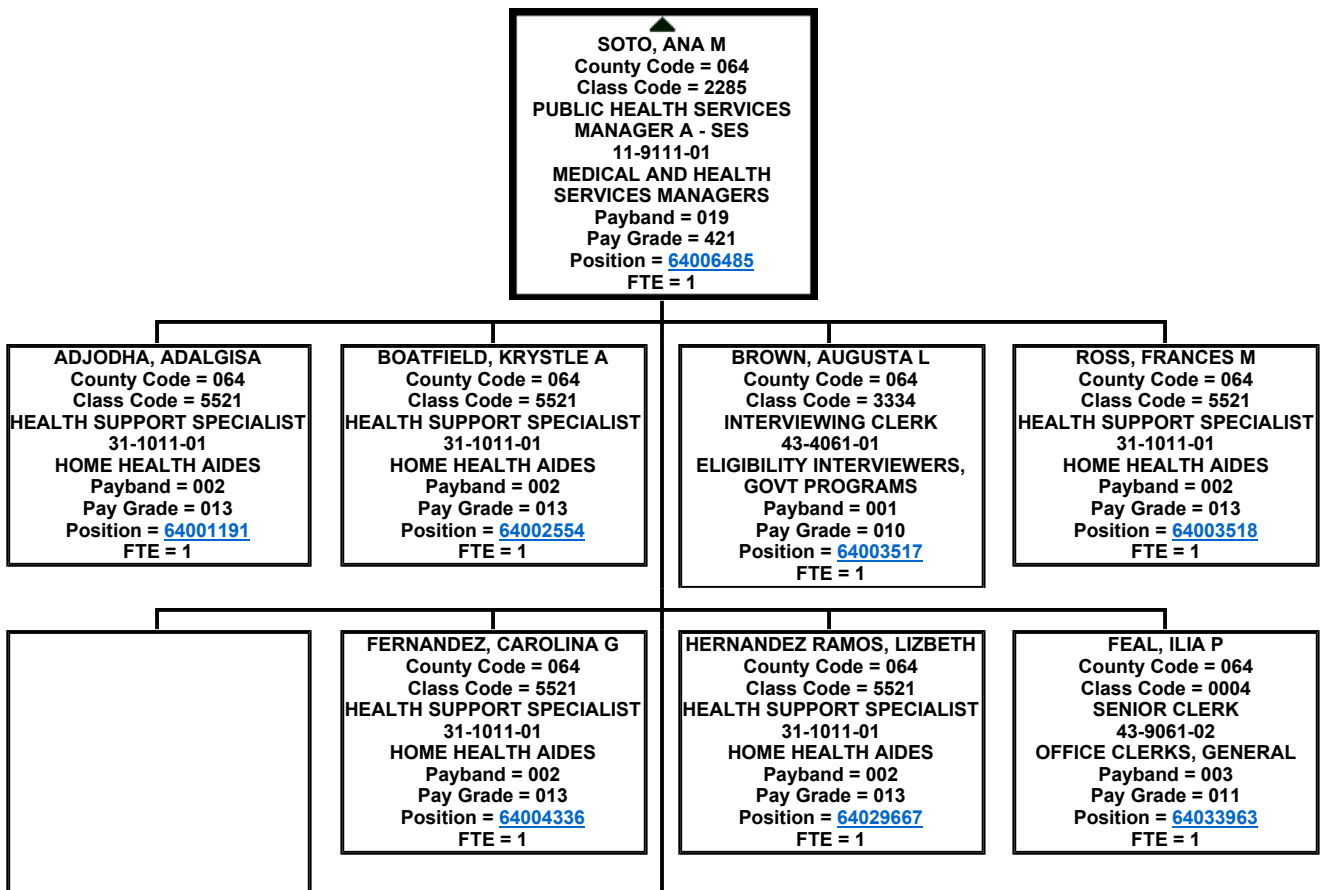 SOTO, ANA M
County Code = 064
Class Code = 2285
PUBLIC HEALTH SERVICES
MANAGER A - SES
11-9111-01
MEDICAL AND HEALTH
SERVICES MANAGERS
Payband = 019
Pay Grade = 421
Position = 64006485
FTE = 1
ADJODHA, ADALGISA
County Code = 064
Class Code = 5521
HEALTH SUPPORT SPECIALIST
31-1011-01
HOME HEALTH AIDES
Payband = 002
Pay Grade = 013
Position = 64001191
FTE = 1
BOATFIELD, KRYSTLE A
County Code = 064
Class Code = 5521
HEALTH SUPPORT SPECIALIST
31-1011-01
HOME HEALTH AIDES
Payband = 002
Pay Grade = 013
Position = 64002554
FTE = 1
BROWN, AUGUSTA L
County Code = 064
Class Code = 3334
INTERVIEWING CLERK
43-4061-01
ELIGIBILITY INTERVIEWERS,
GOVT PROGRAMS
Payband = 001
Pay Grade = 010
Position = 64003517
FTE = 1
ROSS, FRANCES M
County Code = 064
Class Code = 5521
HEALTH SUPPORT SPECIALIST
31-1011-01
HOME HEALTH AIDES
Payband = 002
Pay Grade = 013
Position = 64003518
FTE = 1
FERNANDEZ, CAROLINA G
County Code = 064
Class Code = 5521
HEALTH SUPPORT SPECIALIST
31-1011-01
HOME HEALTH AIDES
Payband = 002
Pay Grade = 013
Position = 64004336
FTE = 1
HERNANDEZ RAMOS, LIZBETH
County Code = 064
Class Code = 5521
HEALTH SUPPORT SPECIALIST
31-1011-01
HOME HEALTH AIDES
Payband = 002
Pay Grade = 013
Position = 64029667
FTE = 1
FEAL, ILIA P
County Code = 064
Class Code = 0004
SENIOR CLERK
43-9061-02
OFFICE CLERKS, GENERAL
Payband = 003
Pay Grade = 011
Position = 64033963
FTE = 1